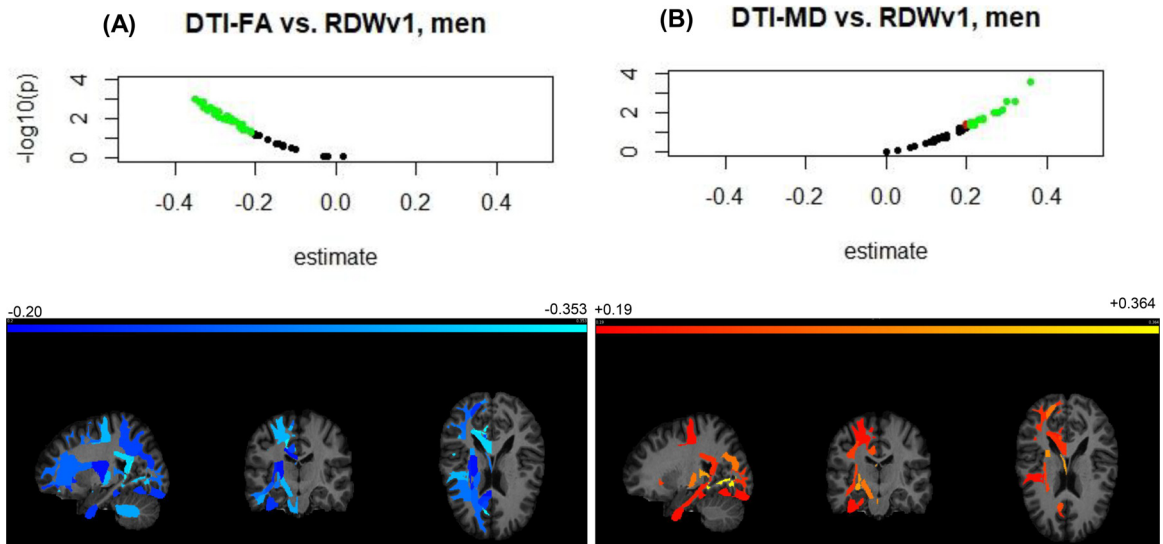 (A) DTI-FA vs. RDWv1, men
-log10(p)
4
2
0
-0.4 -0.2 0.0 0.2 0.4
estimate
-0.20 -0.353
(B) DTI-MD vs. RDWv1, men
4
2
0
-0.4 -0.2 0.0 0.2 0.4
estimate
+0.19 +0.364